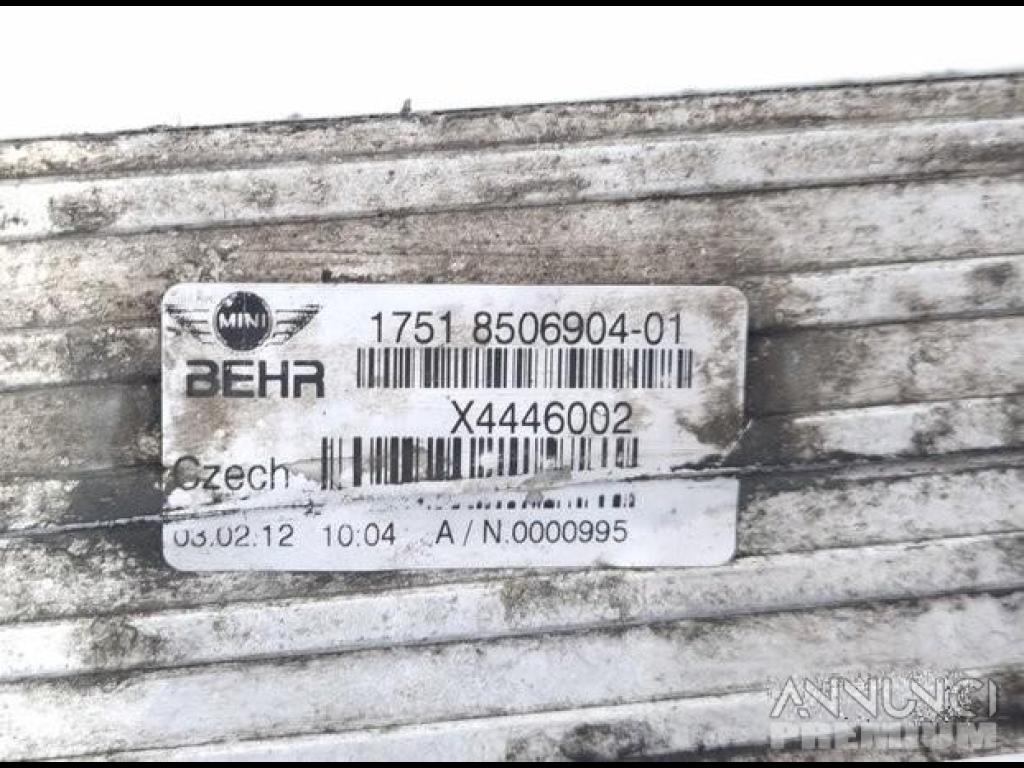 MINI
BEHR
1751 8506904-01
X4446002
Czech
03.02.12 10:04 A / N.0000995
ANNUNCI
PREMIUM